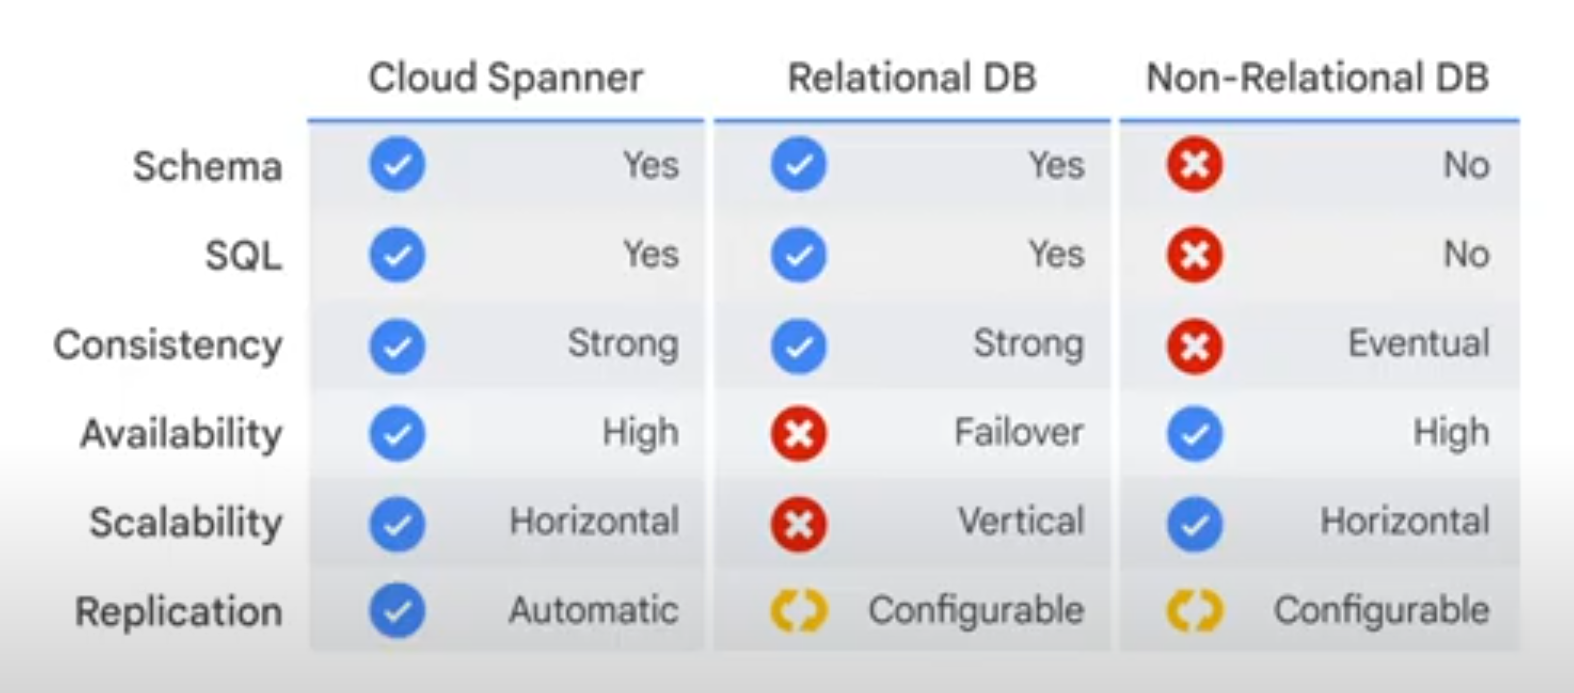 Cloud Spanner Relational DB Non-Relational DB
Schema Yes Yes No
SQL Yes Yes No
Consistency Strong Strong Eventual
Availability High Failover High
Scalability Horizontal Vertical Horizontal
Replication Automatic Configurable Configurable